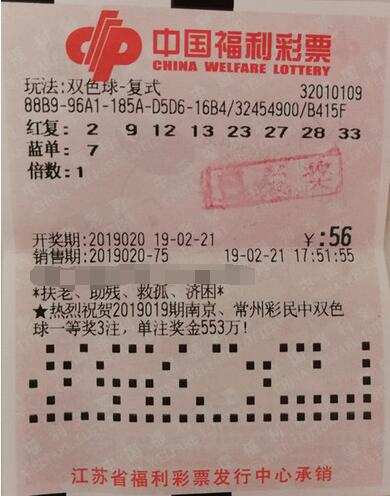 中国福利彩票
CHINA WELFARE LOTTERY
玩法:双色球-复式 32010109
88B9-96A1-185A-D5D6-16B4/32454900/B415F
红复: 2 9 12 13 23 27 28 33
蓝单: 7
倍数:1
开奖期:2019020 19-02-21 ￥:56
销售期:2019020-75 19-02-21 17:51:55
*扶老、助残、救孤、济困*
★热烈祝贺2019019期南京、常州彩民中双色
球一等奖3注，单注奖金553万!
江苏省福利彩票发行中心承销